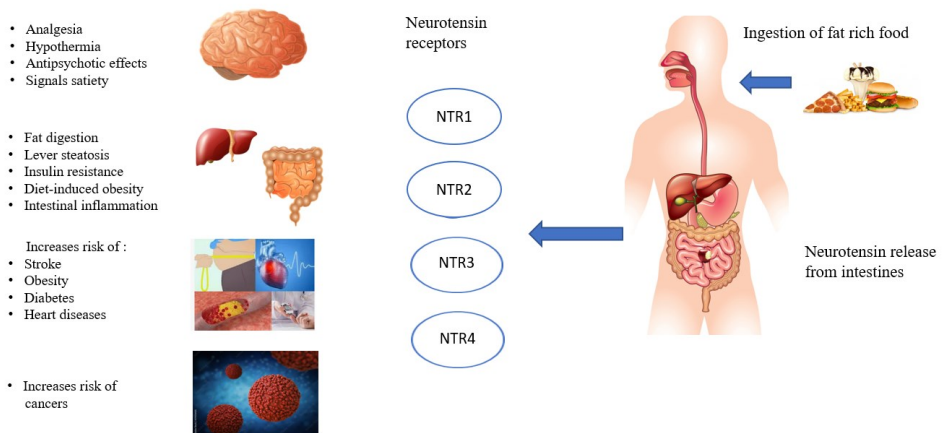 • Analgesia
• Hypothermia
• Antipsychotic effects
• Signals satiety
• Fat digestion
• Lever steatosis
• Insulin resistance
• Diet-induced obesity
• Intestinal inflammation
Increases risk of :
• Stroke
• Obesity
• Diabetes
• Heart diseases
• Increases risk of
cancers
Neurotensin
receptors
NTR1
NTR2
NTR3
NTR4
Ingestion of fat rich food
Neurotensin release
from intestines